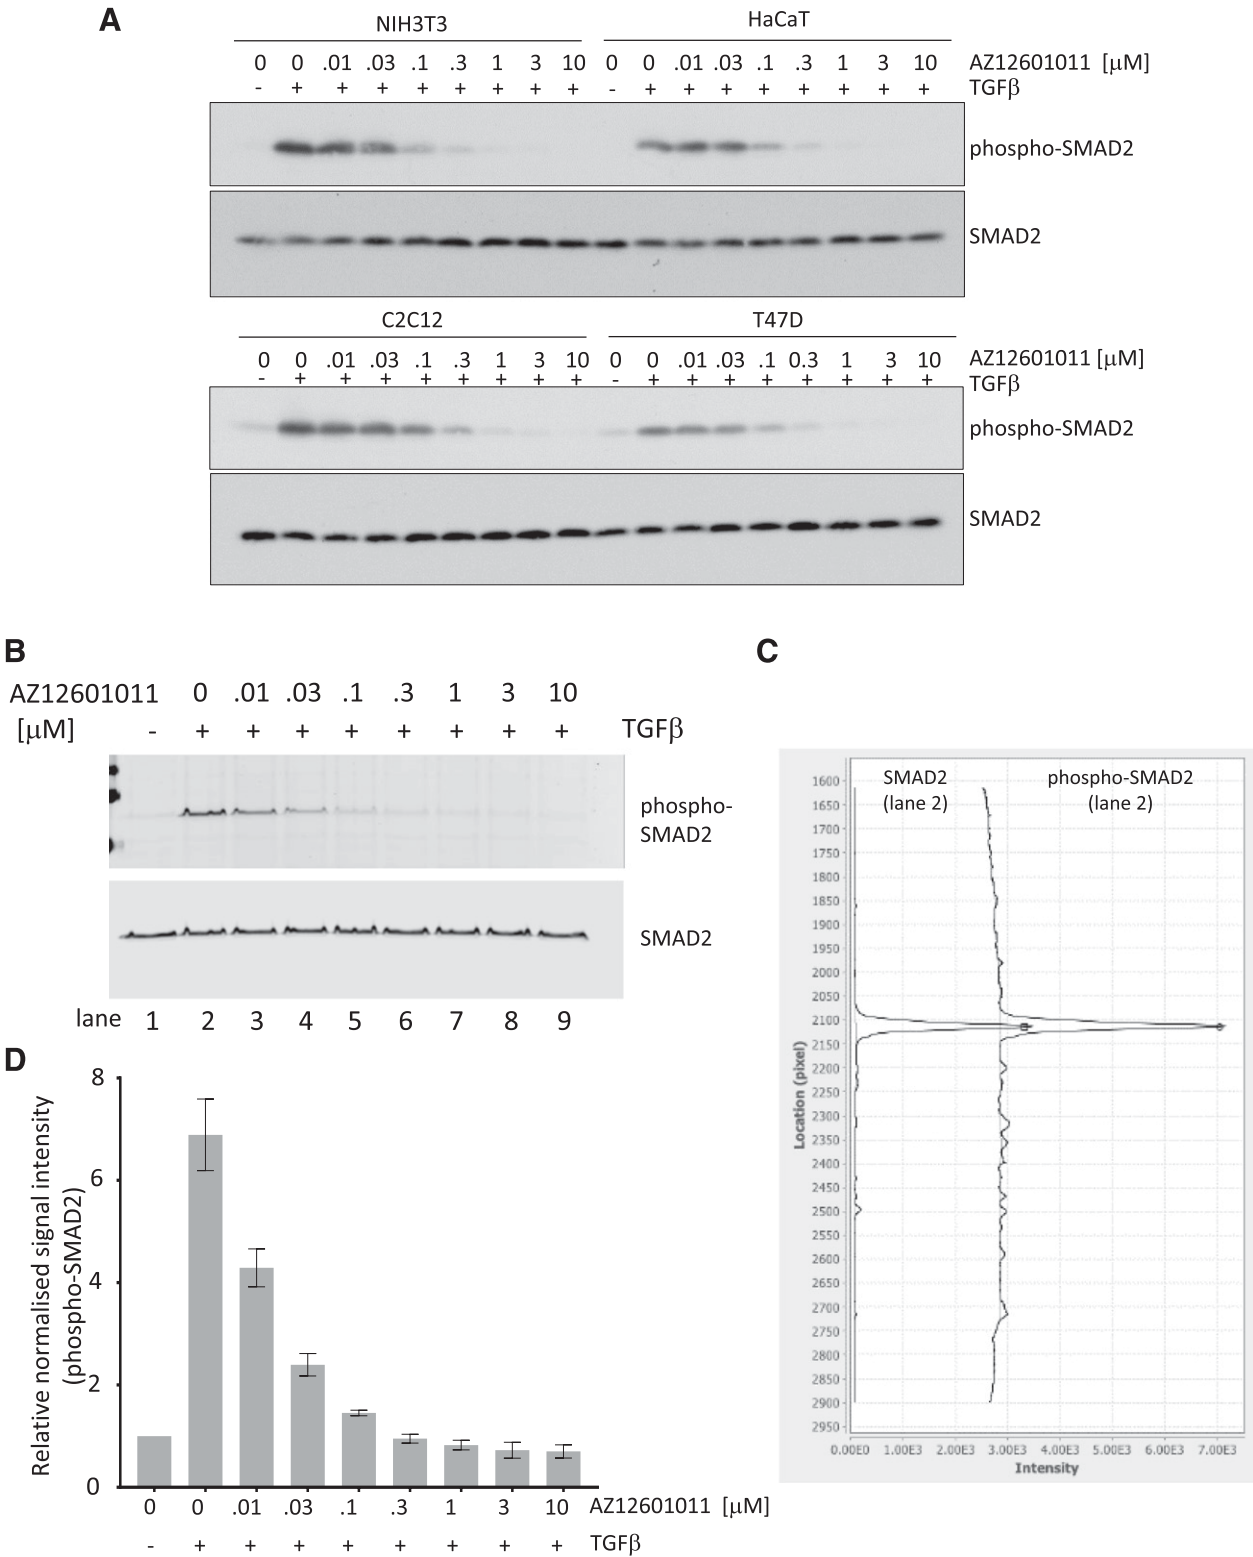 A
NIH3T3 HaCaT
0 0 .01 .03 .1 .3 1 3 10 0 0 .01 .03 .1 .3 1 3 10 AZ12601011 [μM]
- + + + + + + + + - + + + + + + + + TGFβ
phospho-SMAD2
SMAD2
C2C12 T47D
0 0 .01 .03 .1 .3 1 3 10 0 0 .01 .03 .1 0.3 1 3 10 AZ12601011 [μM]
- + + + + + + + + - + + + + + + + + TGFβ
phospho-SMAD2
SMAD2
B
AZ12601011 0 .01 .03 .1 .3 1 3 10
[μM] - + + + + + + + + TGFβ
phospho-
SMAD2
SMAD2
lane 1 2 3 4 5 6 7 8 9
C
SMAD2 phospho-SMAD2
(lane 2) (lane 2)
1600
1650
1700
1750
1800
1850
1900
1950
2000
2050
2100
2150
2200
2250
2300
2350
2400
2450
2500
2550
2600
2650
2700
2750
2800
2850
2900
2950
Location (pixel)
0.00E0 1.00E3 2.00E3 3.00E3 4.00E3 5.00E3 6.00E3 7.00E3
Intensity
D
Relative normalised signal intensity
(phospho-SMAD2)
8
6
4
2
0
0 0 .01 .03 .1 .3 1 3 10 AZ12601011 [μM]
- + + + + + + + + TGFβ